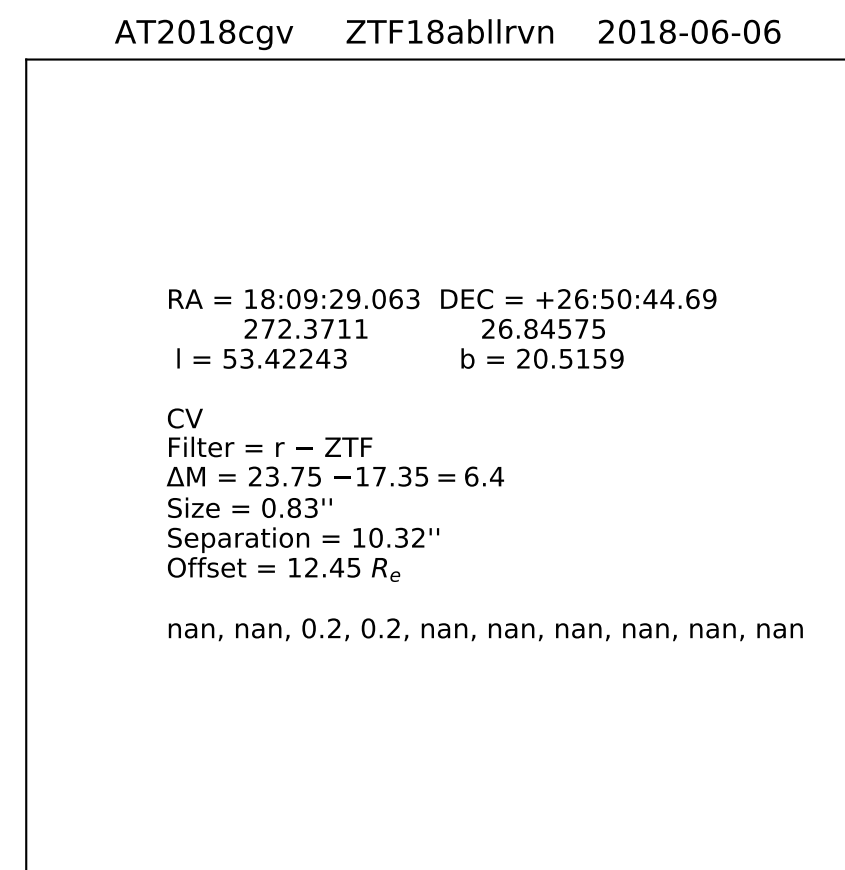 AT2018cgv ZTF18abllrvn 2018-06-06
RA = 18:09:29.063 DEC = +26:50:44.69
272.3711 26.84575
l = 53.42243 b = 20.5159
CV
Filter = r − ZTF
ΔM = 23.75 −17.35 = 6.4
Size = 0.83''
Separation = 10.32''
Offset = 12.45 Rₑ
nan, nan, 0.2, 0.2, nan, nan, nan, nan, nan, nan